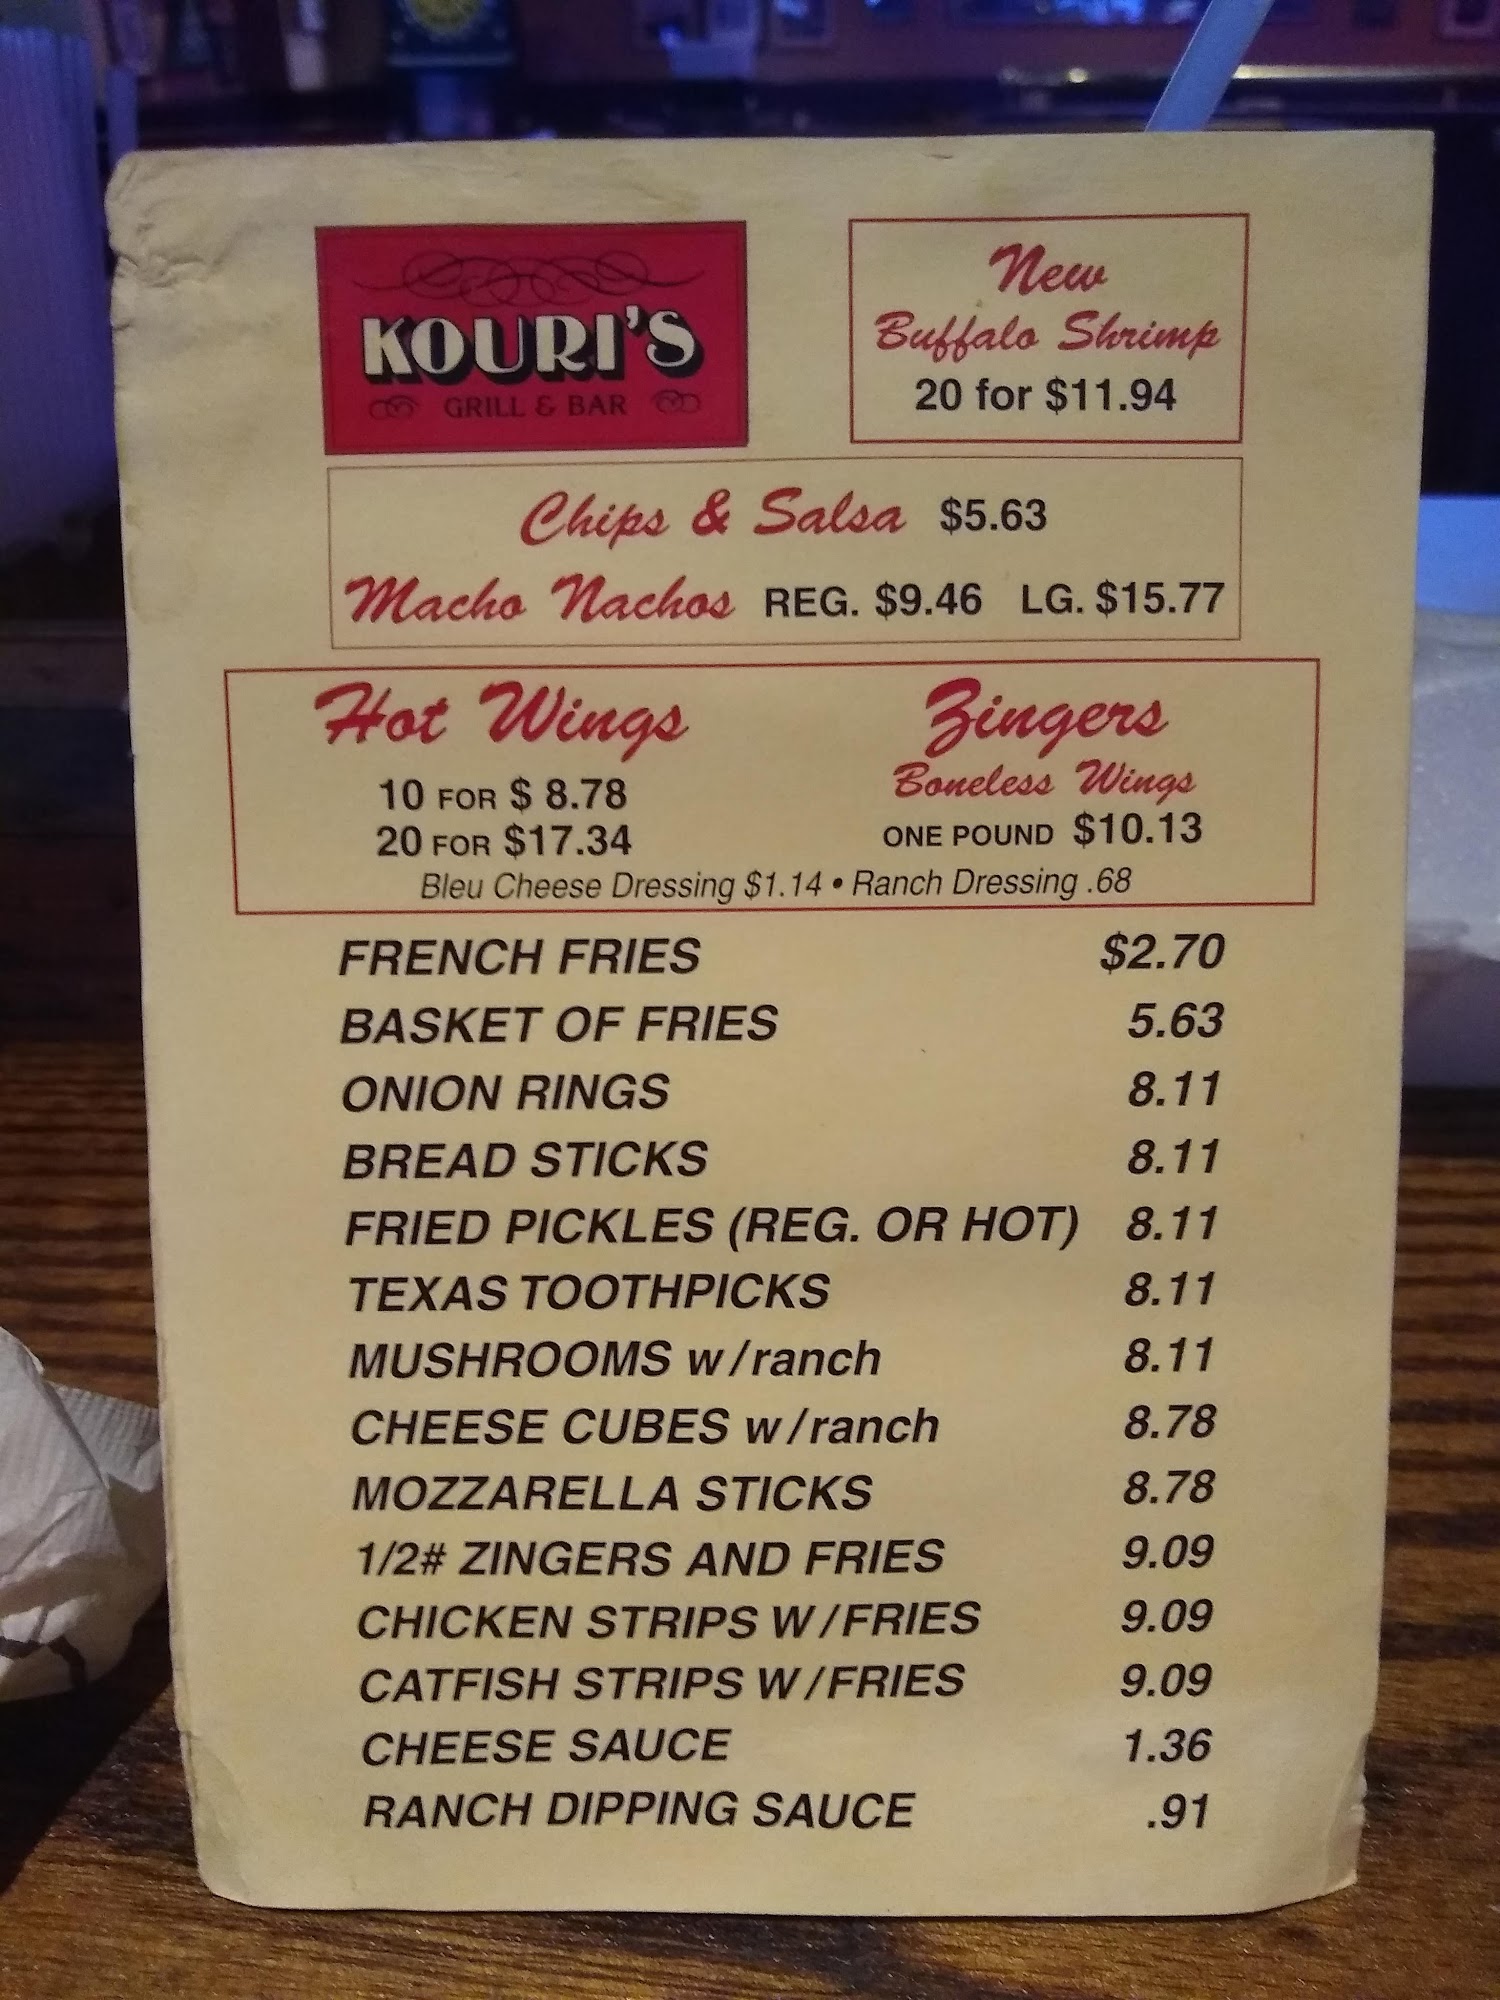 KOURI'S
GRILL & BAR
New
Buffalo Shrimp
20 for $11.94
Chips & Salsa $5.63
Macho Nachos REG. $9.46 LG. $15.77
Hot Wings
10 FOR $ 8.78
20 FOR $17.34
Zingers
Boneless Wings
ONE POUND $10.13
Bleu Cheese Dressing $1.14 • Ranch Dressing .68
FRENCH FRIES $2.70
BASKET OF FRIES 5.63
ONION RINGS 8.11
BREAD STICKS 8.11
FRIED PICKLES (REG. OR HOT) 8.11
TEXAS TOOTHPICKS 8.11
MUSHROOMS w/ranch 8.11
CHEESE CUBES w/ranch 8.78
MOZZARELLA STICKS 8.78
1/2# ZINGERS AND FRIES 9.09
CHICKEN STRIPS W/FRIES 9.09
CATFISH STRIPS W/FRIES 9.09
CHEESE SAUCE 1.36
RANCH DIPPING SAUCE .91